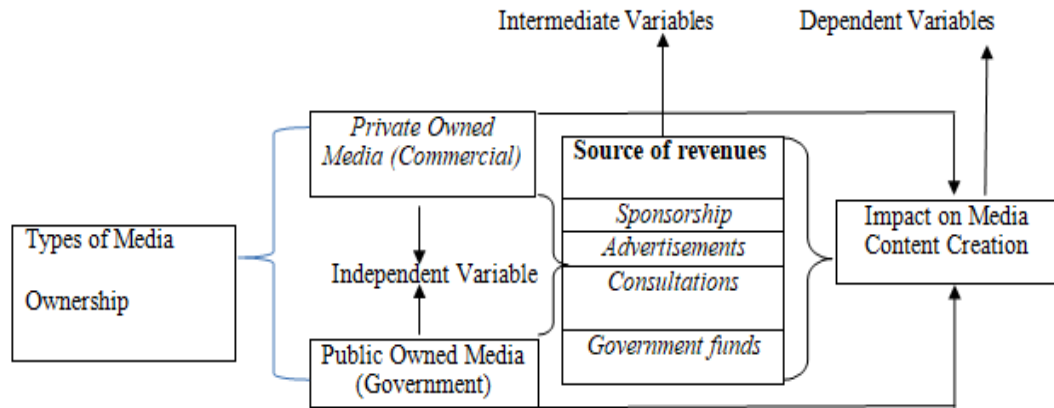 Intermediate Variables
Dependent Variables
Private Owned
Media (Commercial)
Source of revenues
Sponsorship
Advertisements
Consultations
Government funds
Types of Media
Ownership
Independent Variable
Public Owned Media
(Government)
Impact on Media
Content Creation